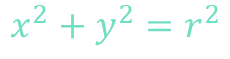 x² + y² = r²